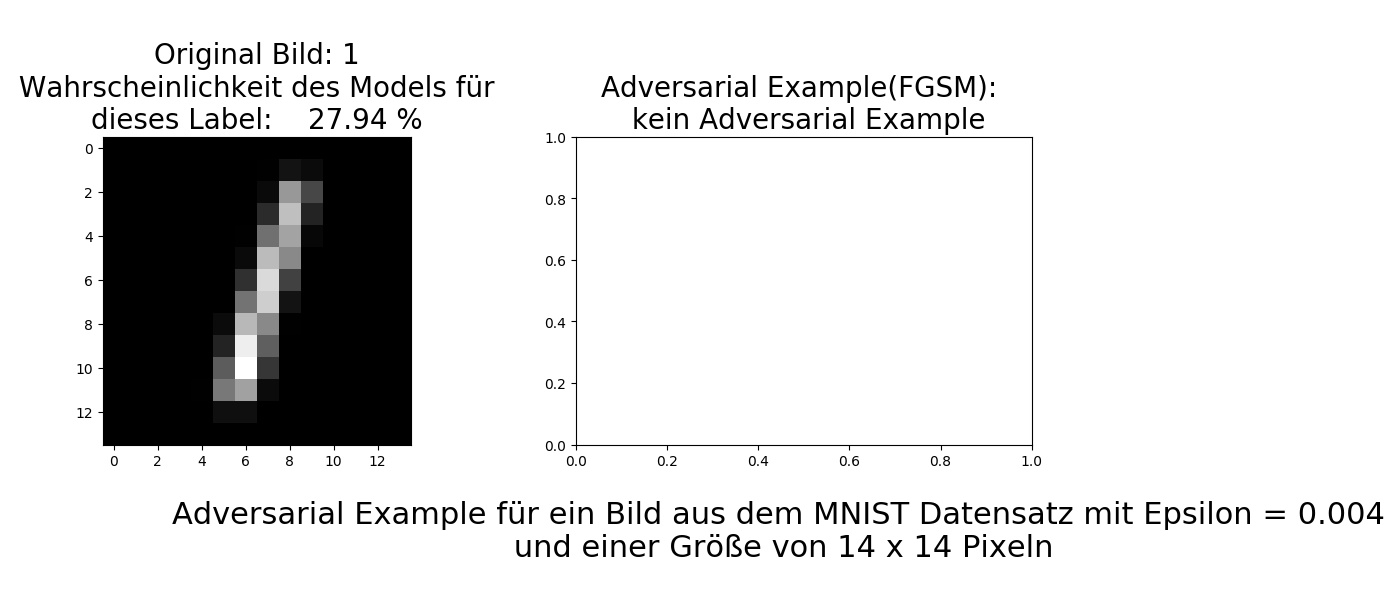 Original Bild: 1
Wahrscheinlichkeit des Models für
dieses Label:    27.94 %
0
2
4
6
8
10
12
0 2 4 6 8 10 12
Adversarial Example(FGSM):
kein Adversarial Example
1.0
0.8
0.6
0.4
0.2
0.0
0.0 0.2 0.4 0.6 0.8 1.0
Adversarial Example für ein Bild aus dem MNIST Datensatz mit Epsilon = 0.004
und einer Größe von 14 x 14 Pixeln